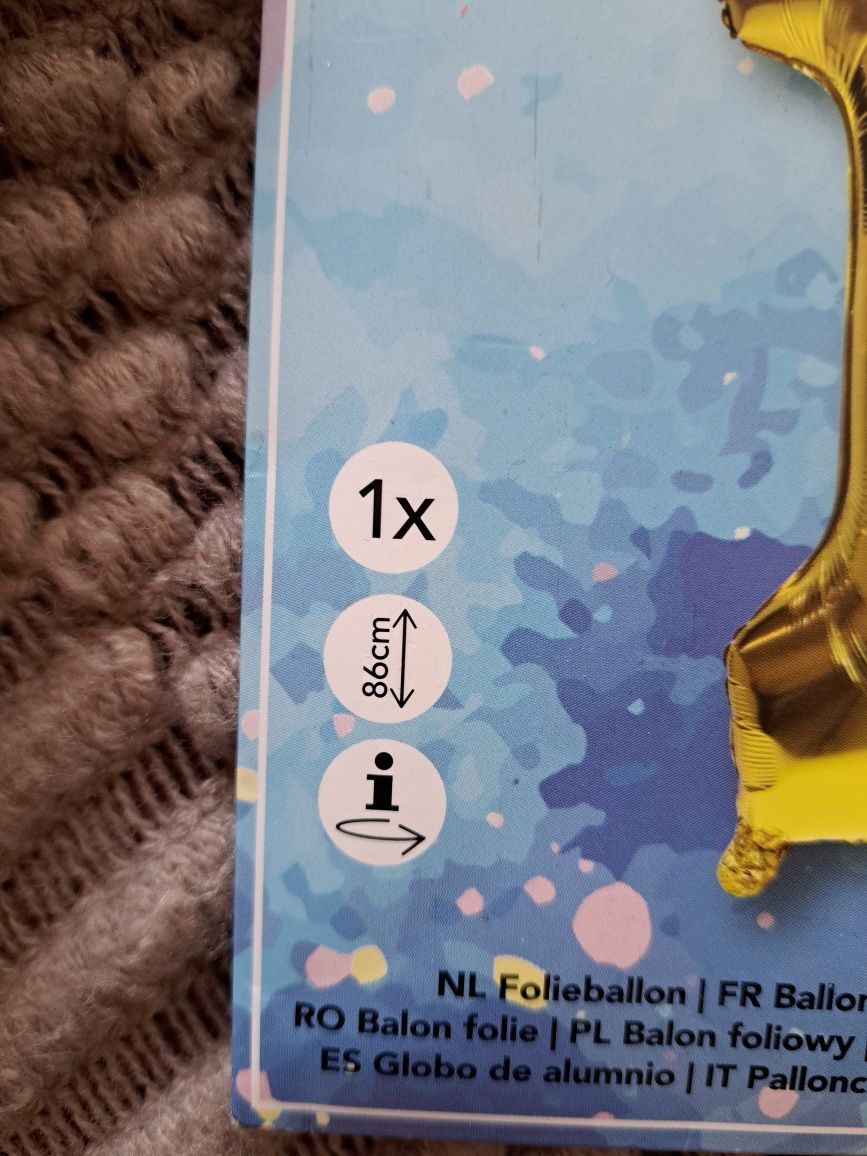 1x
86cm
i
NL Folieballon | FR Ballon
RO Balon folie | PL Balon foliowy |
ES Globo de alumnio | IT Pallonc